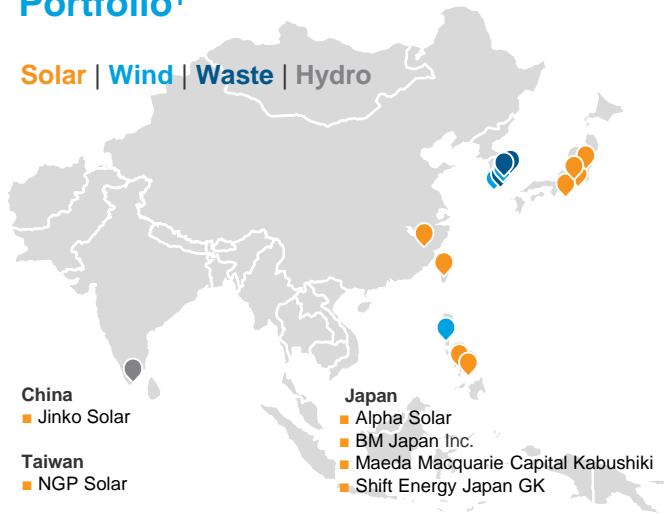 Portfolio¹
Solar | Wind | Waste | Hydro
China
■ Jinko Solar
Taiwan
■ NGP Solar
Japan
■ Alpha Solar
■ BM Japan Inc.
■ Maeda Macquarie Capital Kabushiki
■ Shift Energy Japan GK